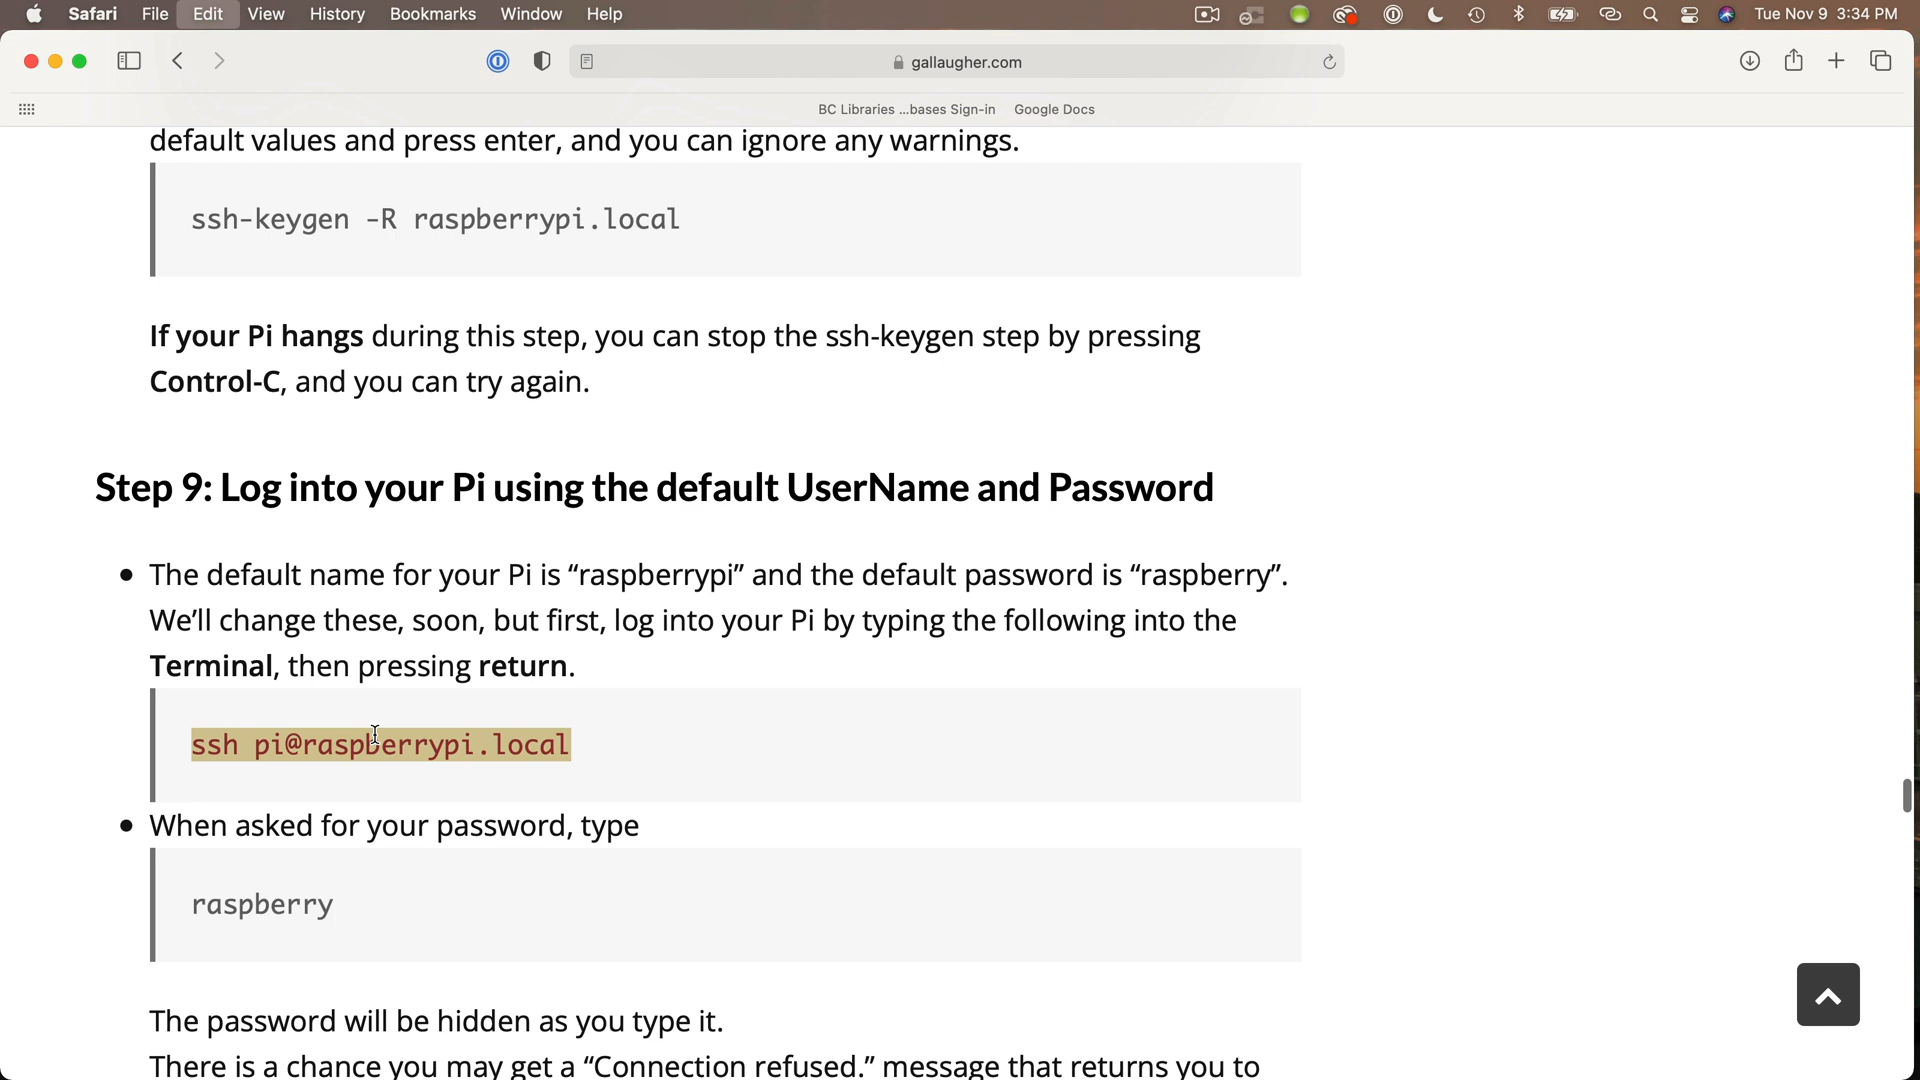 Safari File Edit View History Bookmarks Window Help Tue Nov 9 3:34 PM
gallaugher.com
BC Libraries ...bases Sign-in Google Docs
default values and press enter, and you can ignore any warnings.
ssh-keygen -R raspberrypi.local
If your Pi hangs during this step, you can stop the ssh-keygen step by pressing
Control-C, and you can try again.
Step 9: Log into your Pi using the default UserName and Password
• The default name for your Pi is “raspberrypi” and the default password is “raspberry”.
We’ll change these, soon, but first, log into your Pi by typing the following into the
Terminal, then pressing return.
ssh pi@raspberrypi.local
• When asked for your password, type
raspberry
The password will be hidden as you type it.
There is a chance you may get a “Connection refused.” message that returns you to